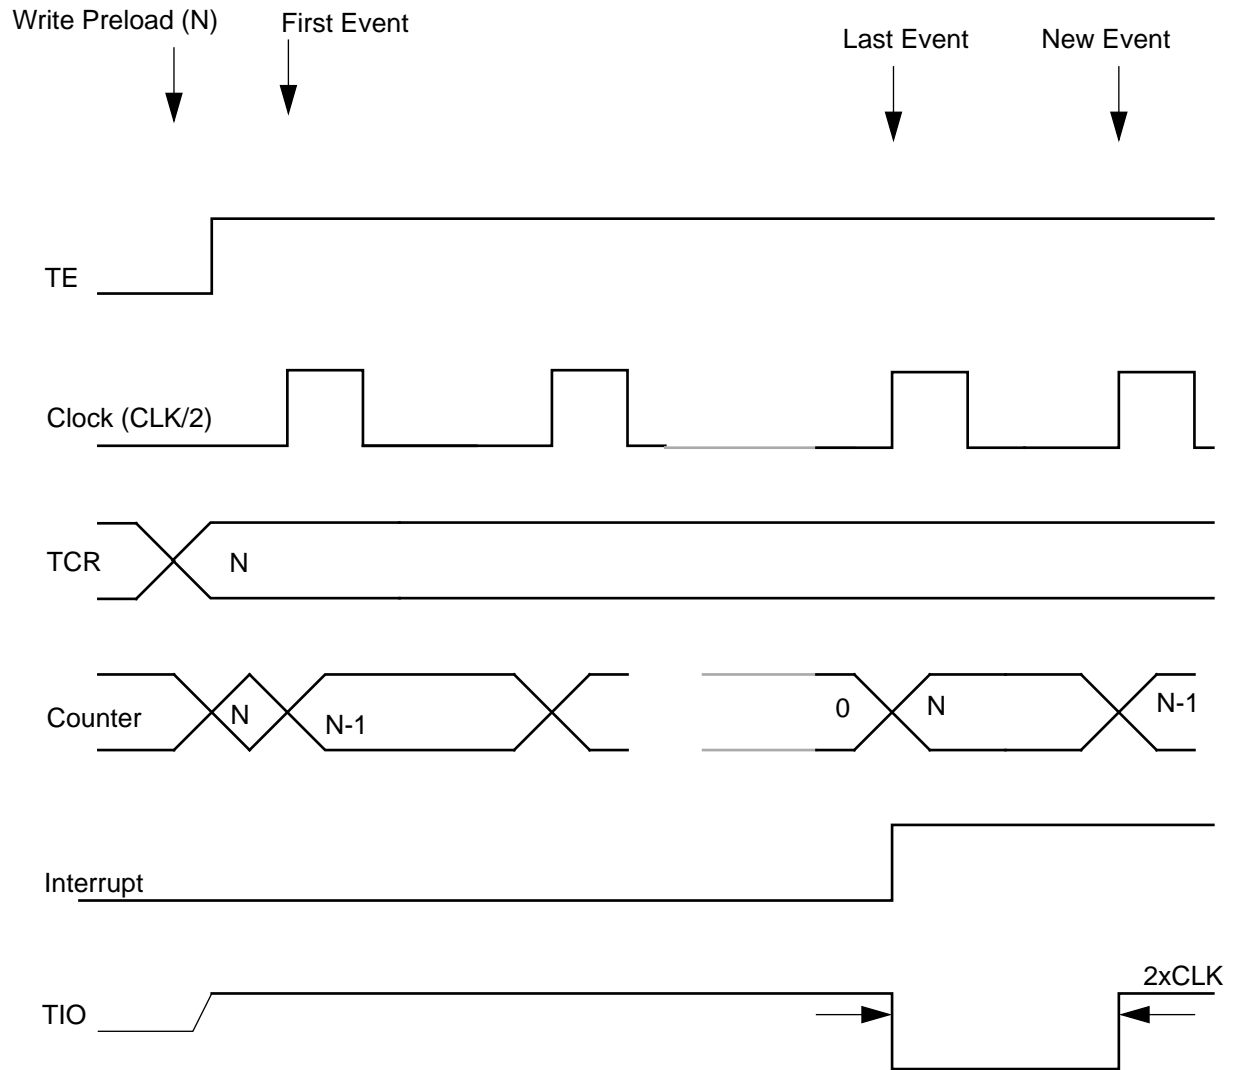 Write Preload (N)
First Event
Last Event
New Event
TE
Clock (CLK/2)
TCR
N
Counter
N
N-1
0
N
N-1
Interrupt
2xCLK
TIO